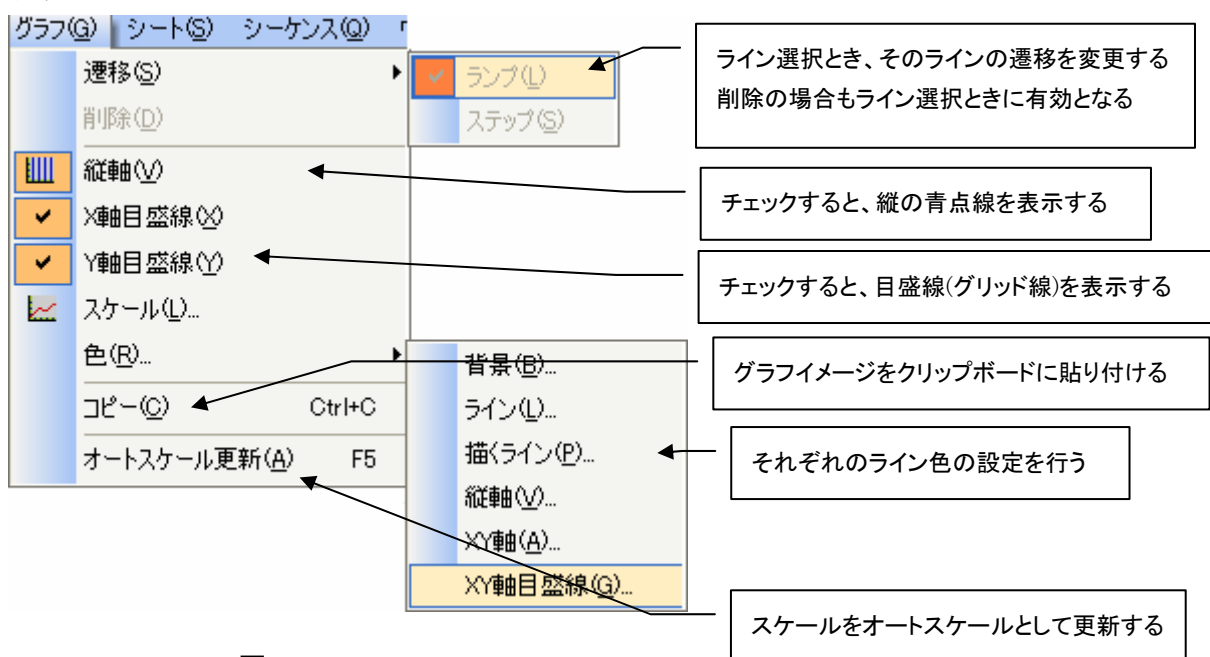 グラフ(G) シート(S) シーケンス(Q)
遷移(S)
削除(D)
縦軸(V)
X軸目盛線(X)
Y軸目盛線(Y)
スケール(L)...
色(R)...
コピー(C) Ctrl+C
オートスケール更新(A) F5
ランプ(L)
ステップ(S)
背景(B)...
ライン(L)...
描くライン(P)...
縦軸(V)...
XY軸(A)...
XY軸目盛線(G)...
ライン選択とき、そのラインの遷移を変更する
削除の場合もライン選択ときに有効となる
チェックすると、縦の青点線を表示する
チェックすると、目盛線(グリッド線)を表示する
グラフイメージをクリップボードに貼り付ける
それぞれのライン色の設定を行う
スケールをオートスケールとして更新する